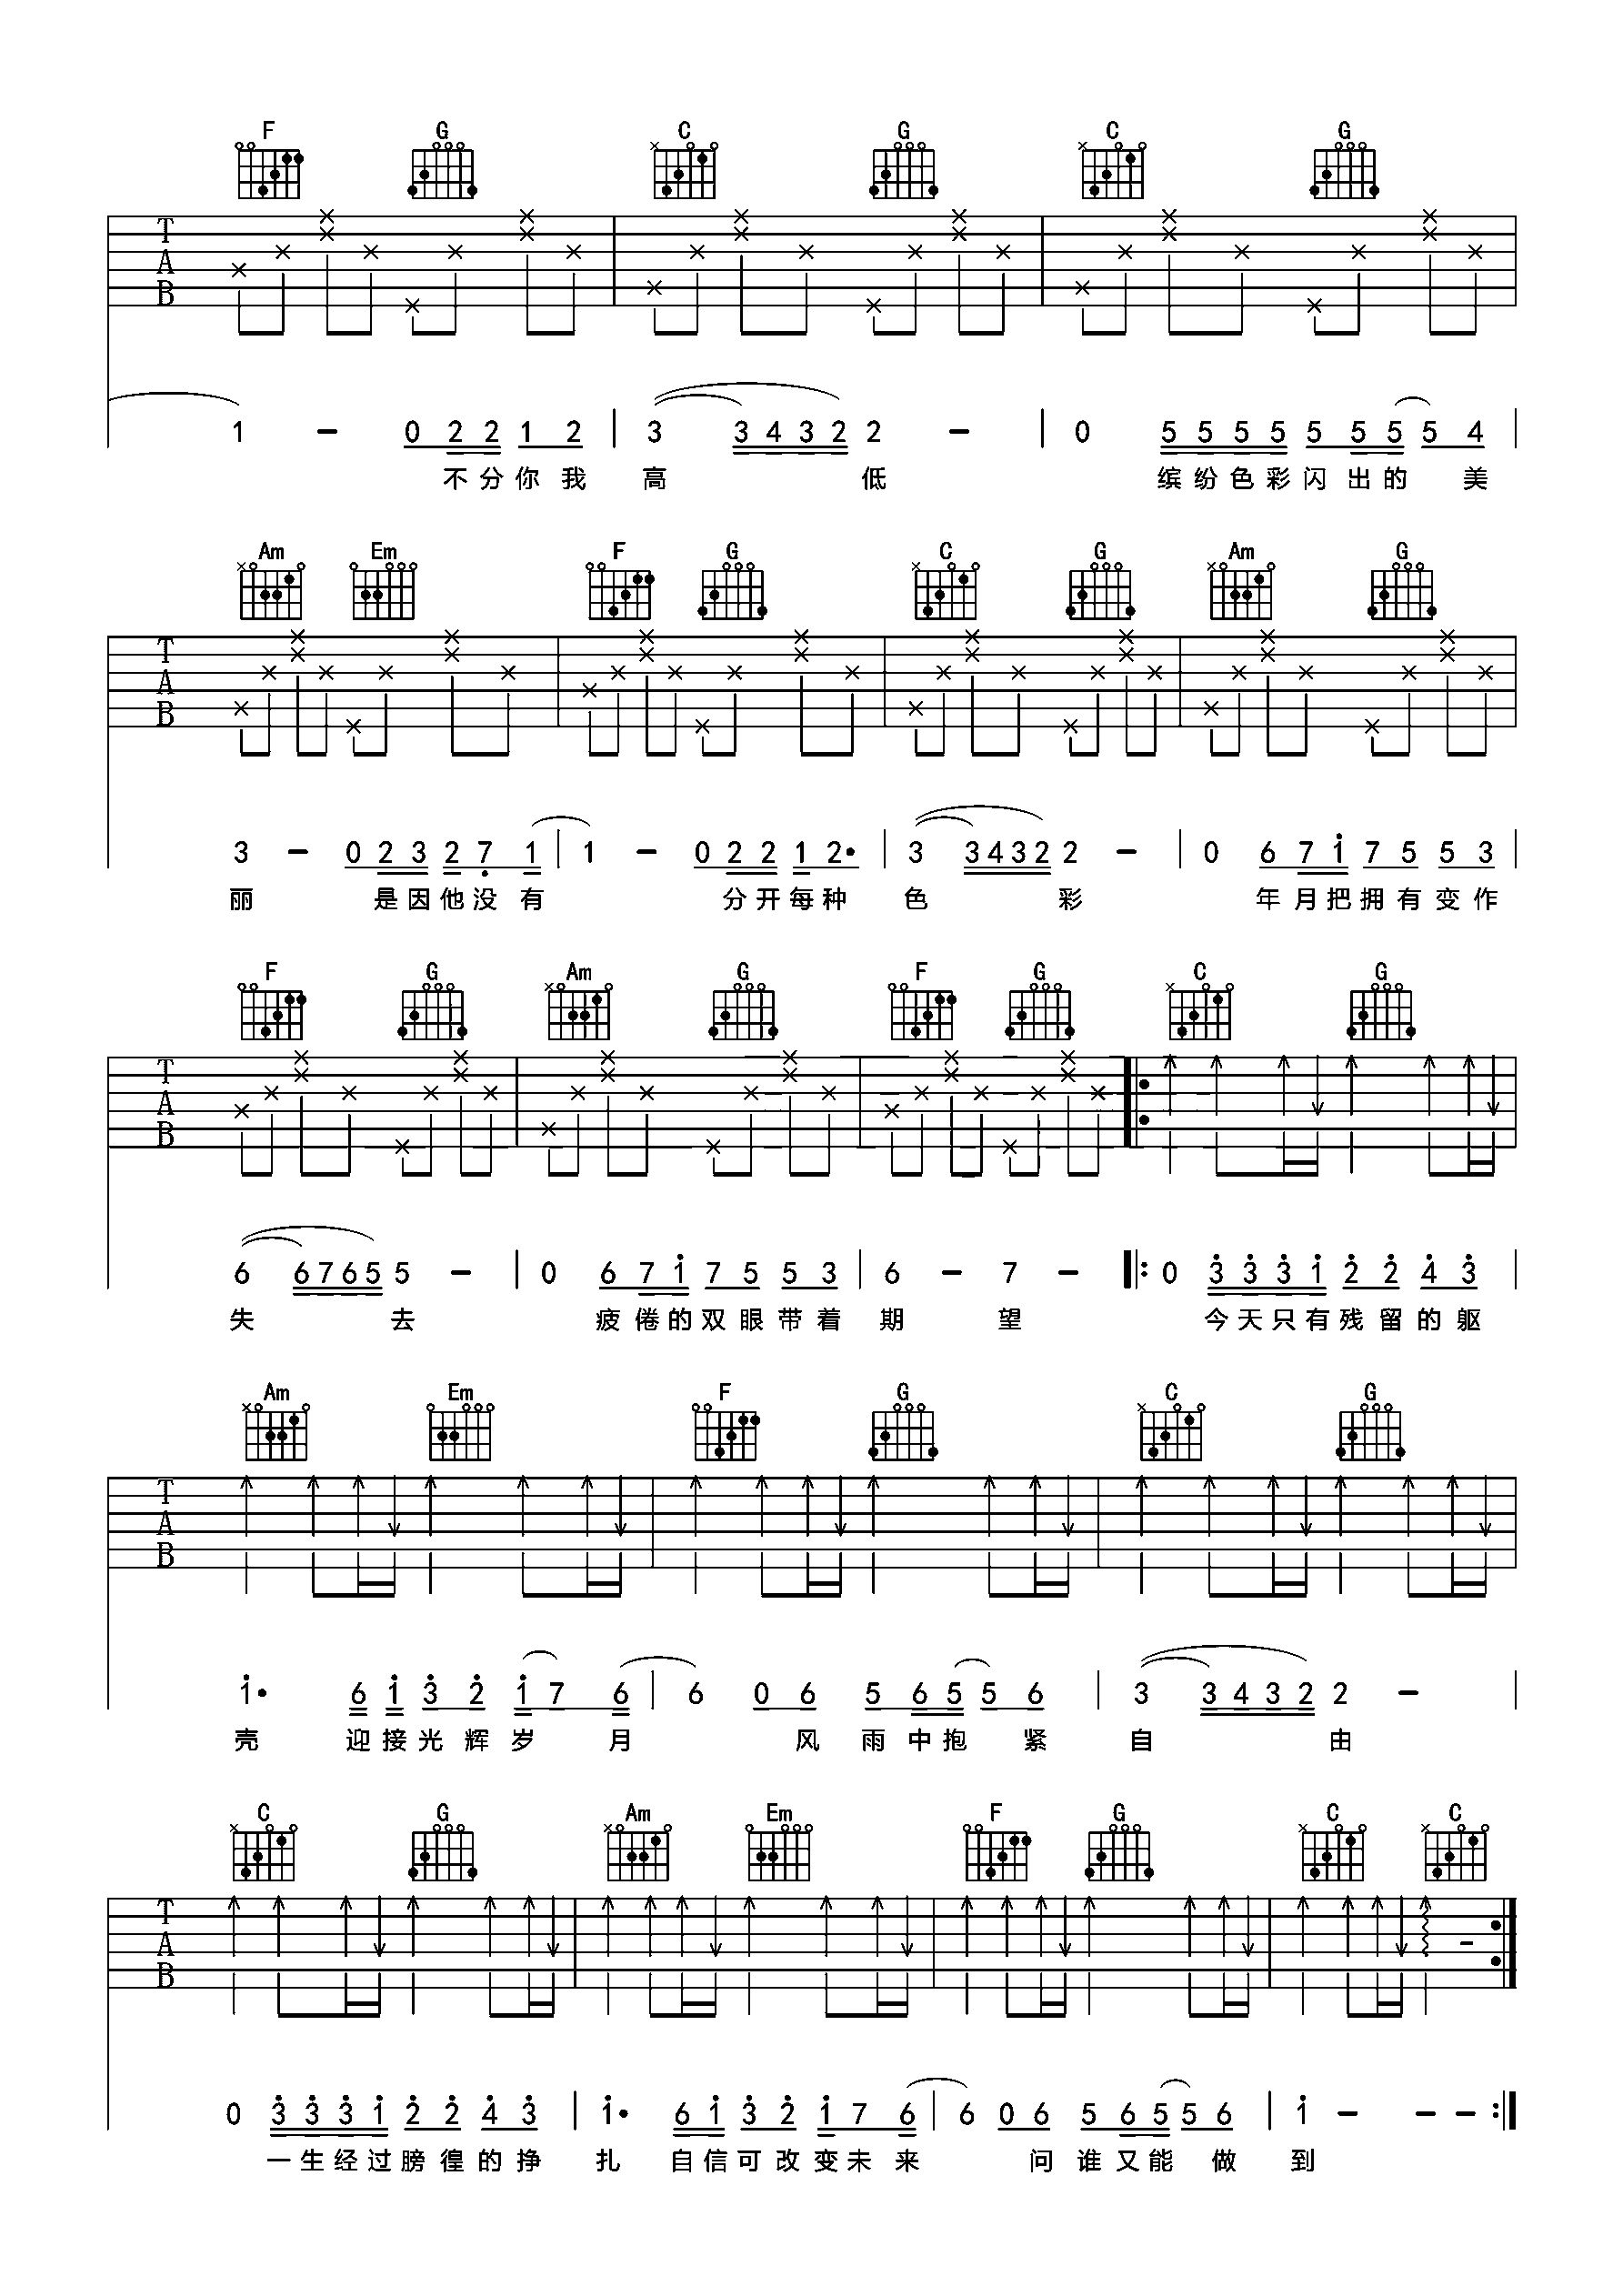 F G C G C G
T
A
B
1 - 0 2 2 1 2 | 3 3 4 3 2 2 - | 0 5 5 5 5 5 5 5 5 4 |
不 分 你 我 高 低 缤 纷 色 彩 闪 出 的 美
Am Em F G C G Am G
T
A
B
3 - 0 2 3 2 7 1 | 1 - 0 2 2 1 2· | 3 3 4 3 2 2 - | 0 6 7 1 7 5 5 3 |
丽 是 因 他 没 有 分 开 每 种 色 彩 年 月 把 拥 有 变 作
F G Am G F G C G
T
A
B
6 6 7 6 5 5 - | 0 6 7 1 7 5 5 3 | 6 - 7 - |: 0 3 3 3 1 2 2 4 3 |
失 去 疲 倦 的 双 眼 带 着 期 望 今 天 只 有 残 留 的 躯
Am Em F G C G
T
A
B
1· 6 1 3 2 1 7 6 | 6 0 6 5 6 5 5 6 | 3 3 4 3 2 2 - |
壳 迎 接 光 辉 岁 月 风 雨 中 抱 紧 自 由
C G Am Em F G C C
T
A
B
0 3 3 3 1 2 2 4 3 | 1· 6 1 3 2 1 7 6 | 6 0 6 5 6 5 5 6 | 1 - - - :|
一 生 经 过 膀 徨 的 挣 扎 自 信 可 改 变 未 来 问 谁 又 能 做 到